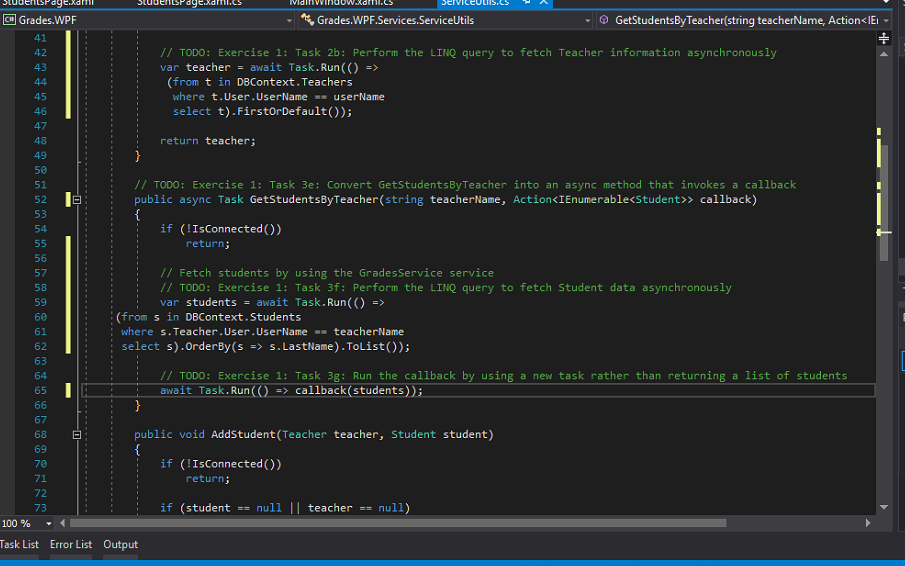 StudentsPage.xaml StudentsPage.xaml.cs MainWindow.xaml.cs ServiceUtils.cs
Grades.WPF Grades.WPF.Services.ServiceUtils GetStudentsByTeacher(string teacherName, Action<IEn
41
42 // TODO: Exercise 1: Task 2b: Perform the LINQ query to fetch Teacher information asynchronously
43 var teacher = await Task.Run(() =>
44 (from t in DBContext.Teachers
45 where t.User.UserName == userName
46 select t).FirstOrDefault());
47
48 return teacher;
49 }
50
51 // TODO: Exercise 1: Task 3e: Convert GetStudentsByTeacher into an async method that invokes a callback
52 public async Task GetStudentsByTeacher(string teacherName, Action<IEnumerable<Student>> callback)
53 {
54 if (!IsConnected())
55 return;
56
57 // Fetch students by using the GradesService service
58 // TODO: Exercise 1: Task 3f: Perform the LINQ query to fetch Student data asynchronously
59 var students = await Task.Run(() =>
60 (from s in DBContext.Students
61 where s.Teacher.User.UserName == teacherName
62 select s).OrderBy(s => s.LastName).ToList());
63
64 // TODO: Exercise 1: Task 3g: Run the callback by using a new task rather than returning a list of students
65 await Task.Run(() => callback(students));
66 }
67
68 public void AddStudent(Teacher teacher, Student student)
69 {
70 if (!IsConnected())
71 return;
72
73 if (student == null || teacher == null)
100 %
Task List Error List Output